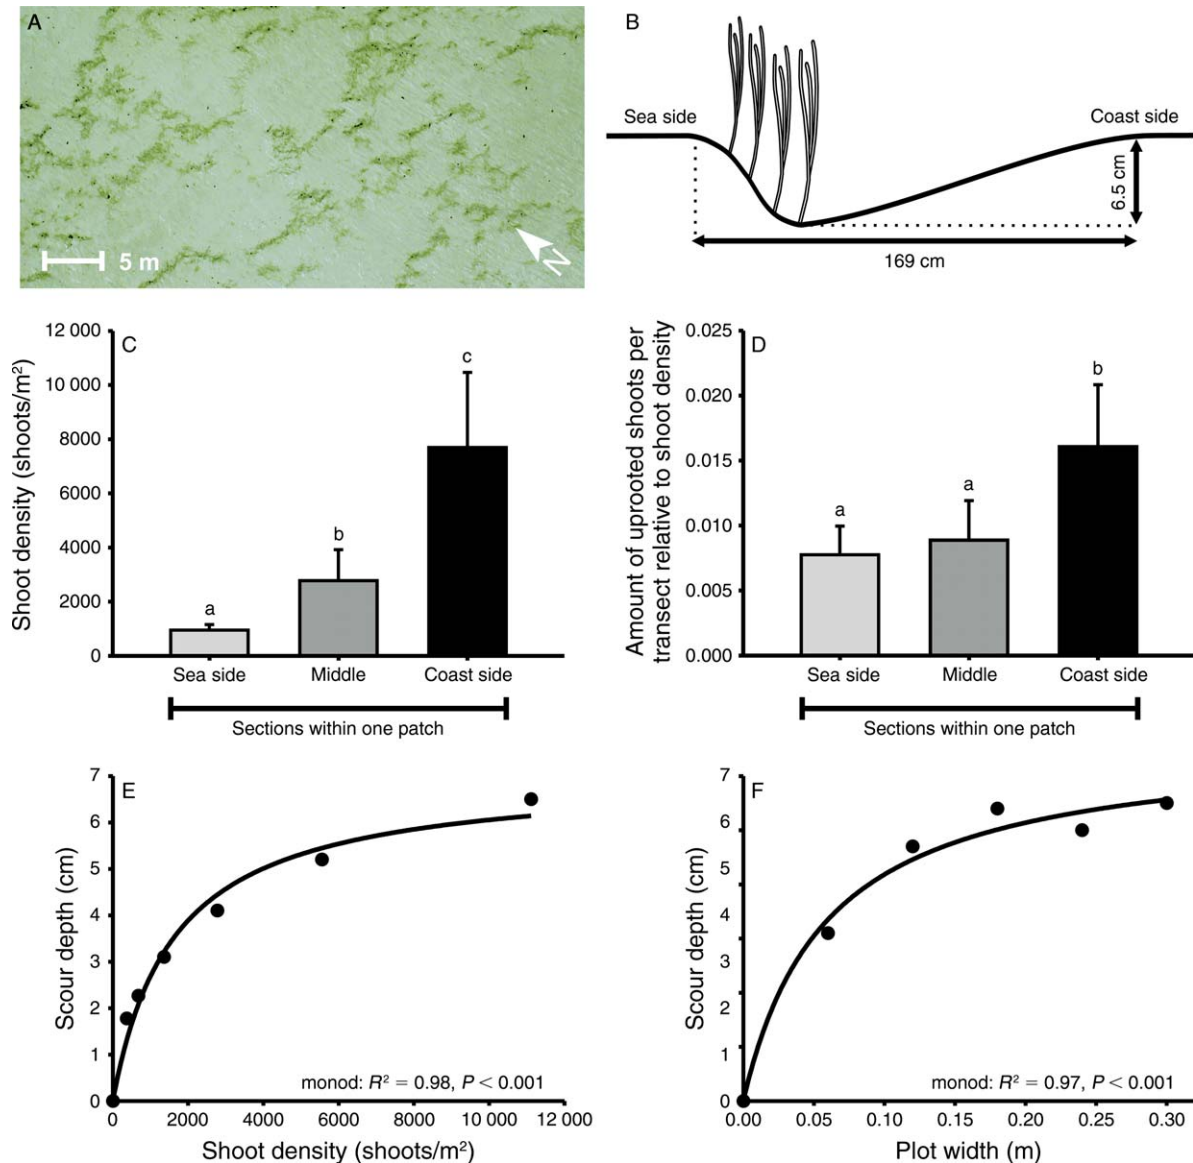 A
5 m
N
B
Sea side
Coast side
6.5 cm
169 cm
C
Shoot density (shoots/m²)
12 000
10 000
8000
6000
4000
2000
0
a
b
c
Sea side
Middle
Coast side
Sections within one patch
D
Amount of uprooted shoots per
transect relative to shoot density
0.025
0.020
0.015
0.010
0.005
0.000
a
a
b
Sea side
Middle
Coast side
Sections within one patch
E
Scour depth (cm)
7
6
5
4
3
2
1
0
monod: R² = 0.98, P < 0.001
0 2000 4000 6000 8000 10 000 12 000
Shoot density (shoots/m²)
F
Scour depth (cm)
7
6
5
4
3
2
1
0
monod: R² = 0.97, P < 0.001
0.00 0.05 0.10 0.15 0.20 0.25 0.30
Plot width (m)